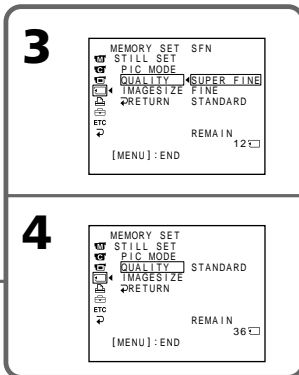 3
MEMORY SET SFN
STILL SET
PIC MODE
QUALITY SUPER FINE
IMAGESIZE FINE
RETURN STANDARD
ETC
REMAIN
12
[MENU] : END
4
MEMORY SET
STILL SET
PIC MODE
QUALITY STANDARD
IMAGESIZE
RETURN
ETC
REMAIN
36
[MENU] : END